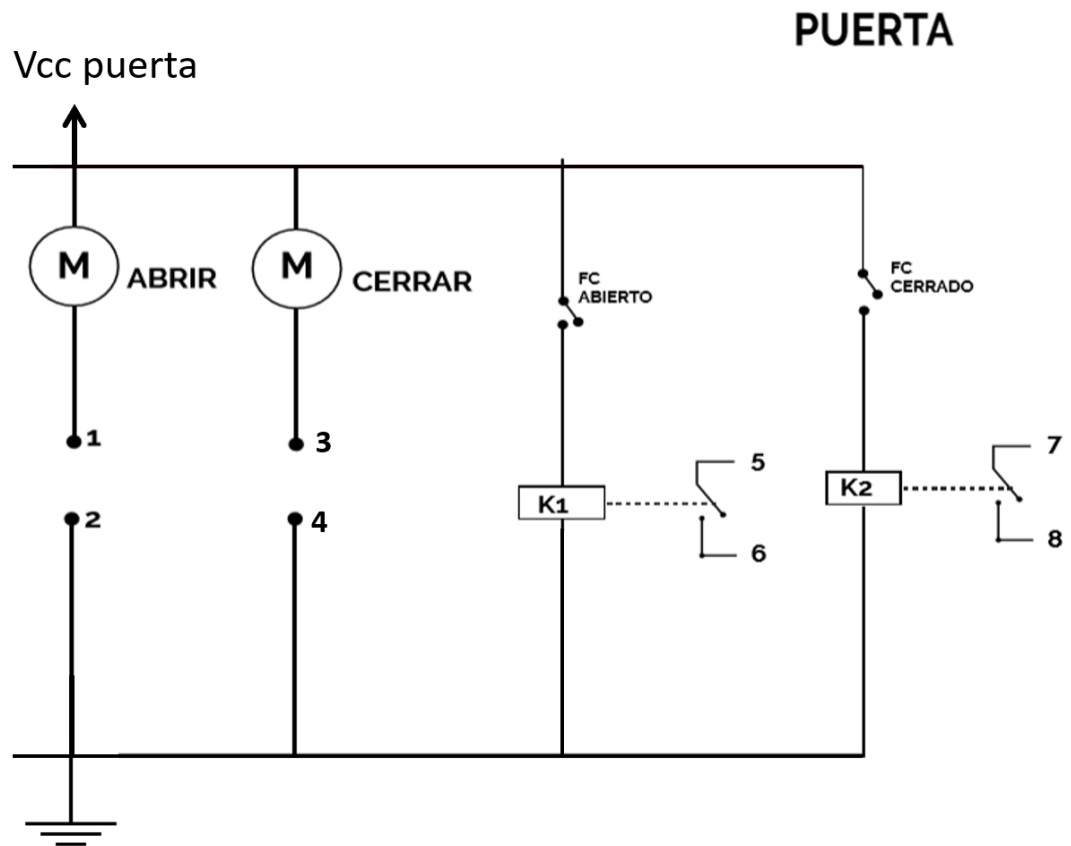 PUERTA
Vcc puerta
M
ABRIR
M
CERRAR
FC
ABIERTO
FC
CERRADO
1
2
3
4
K1
5
6
K2
7
8